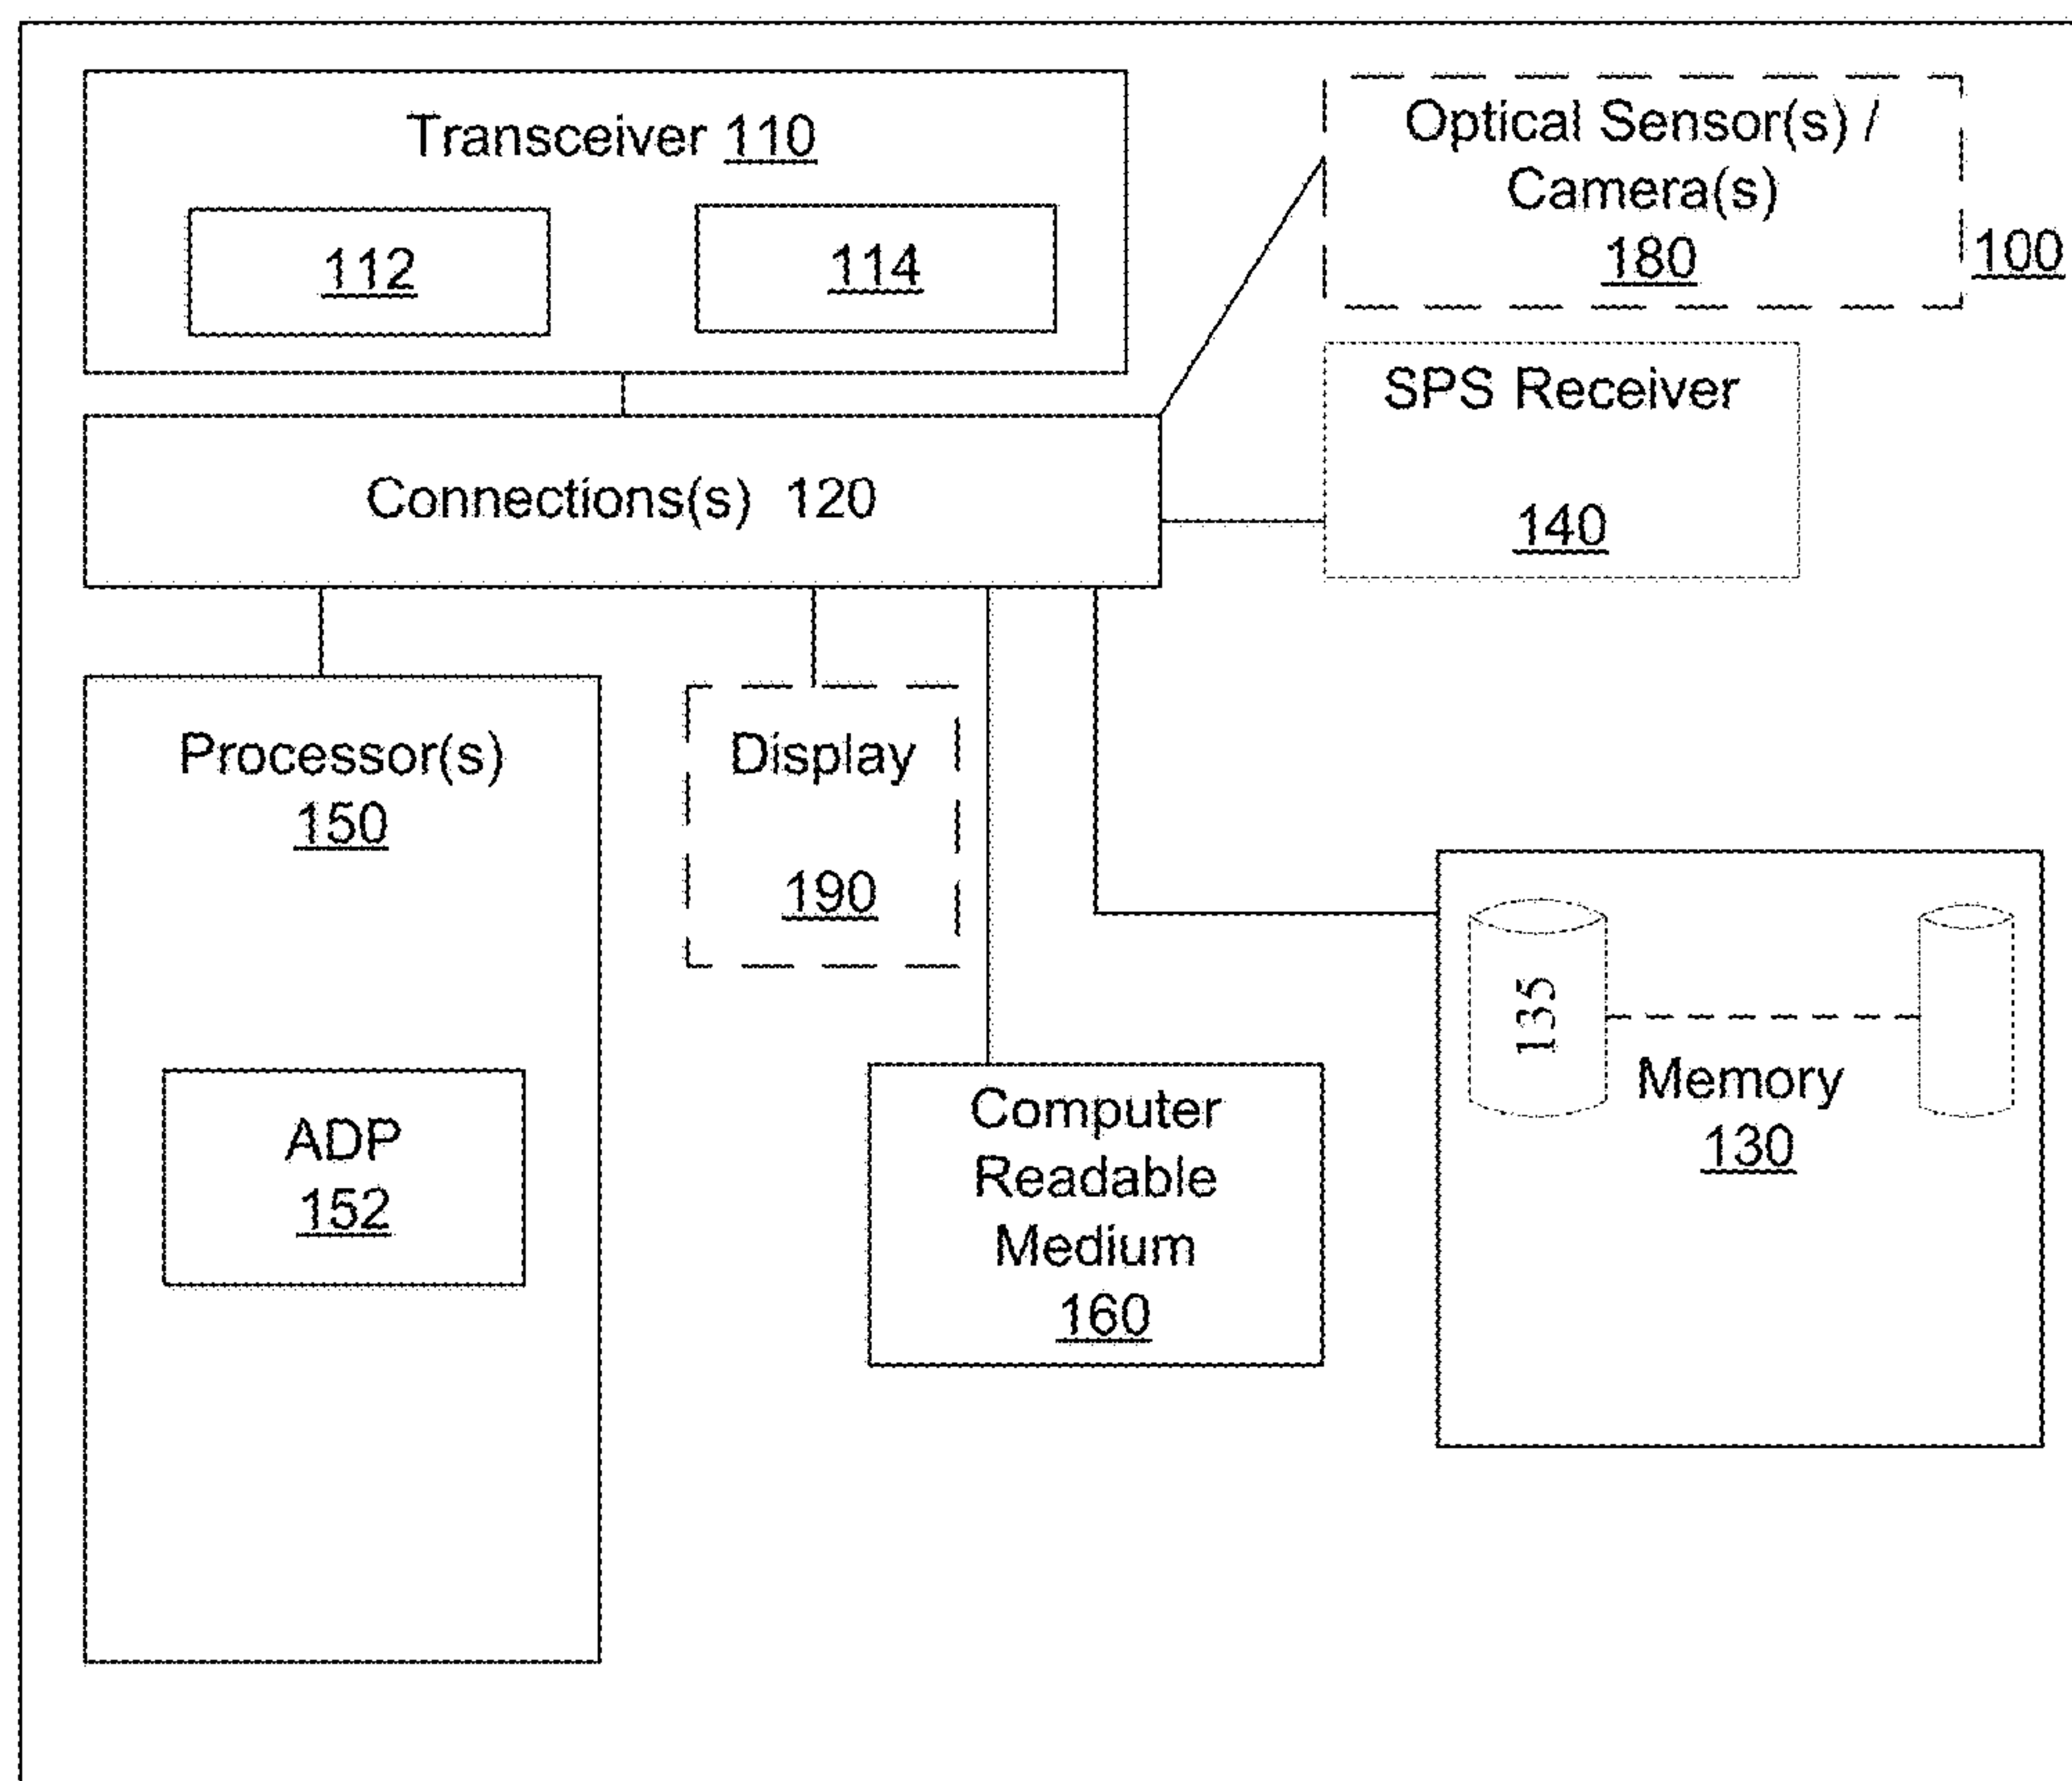 Transceiver 110
112
114
Optical Sensor(s) /
Camera(s)
180
100
SPS Receiver
140
Connections(s) 120
Processor(s)
150
ADP
152
Display
190
Computer
Readable
Medium
160
135
Memory
130